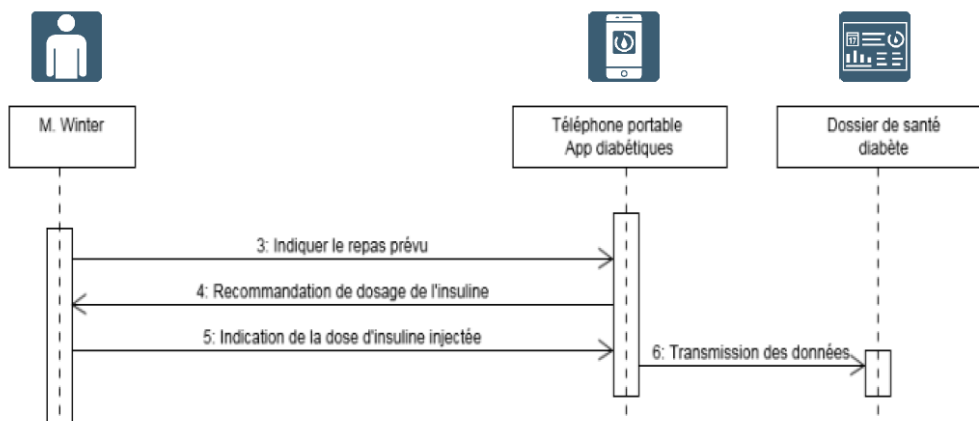 17
M. Winter
Téléphone portable
App diabétiques
Dossier de santé
diabète
3: Indiquer le repas prévu
4: Recommandation de dosage de l'insuline
5: Indication de la dose d'insuline injectée
6: Transmission des données